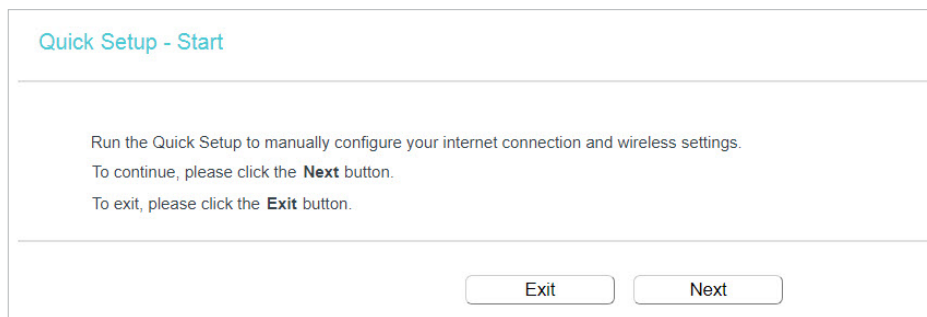 Quick Setup - Start
Run the Quick Setup to manually configure your internet connection and wireless settings.
To continue, please click the Next button.
To exit, please click the Exit button.
Exit Next